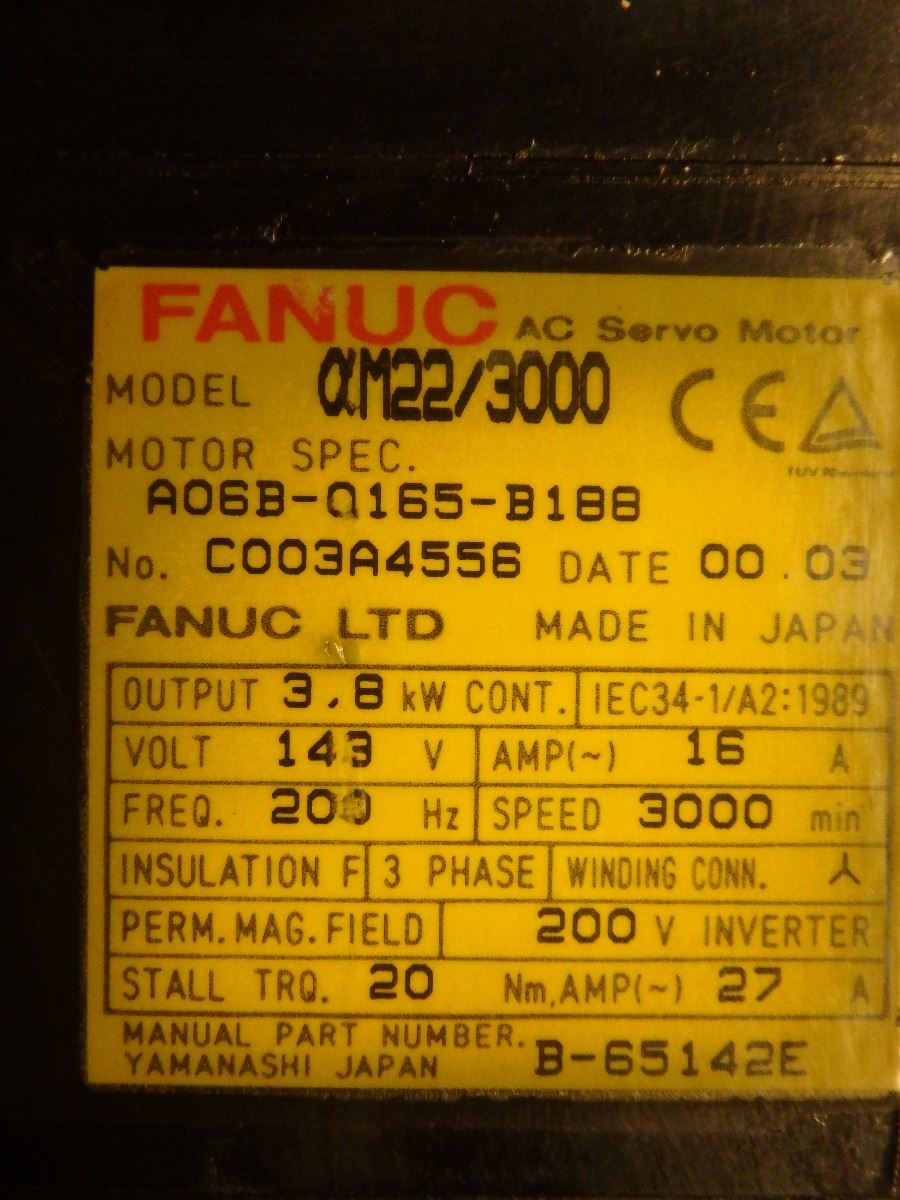 FANUC AC Servo Motor
MODEL αM22/3000 CE
MOTOR SPEC.
A06B-0165-B188
No. C003A4556 DATE 00.03
FANUC LTD MADE IN JAPAN
OUTPUT 3.8 kW CONT. IEC34-1/A2:1989
VOLT 143 V AMP(~) 16 A
FREQ. 200 Hz SPEED 3000 min
INSULATION F 3 PHASE WINDING CONN.
PERM.MAG.FIELD 200 V INVERTER
STALL TRQ. 20 Nm,AMP(~) 27 A
MANUAL PART NUMBER.
YAMANASHI JAPAN B-65142E